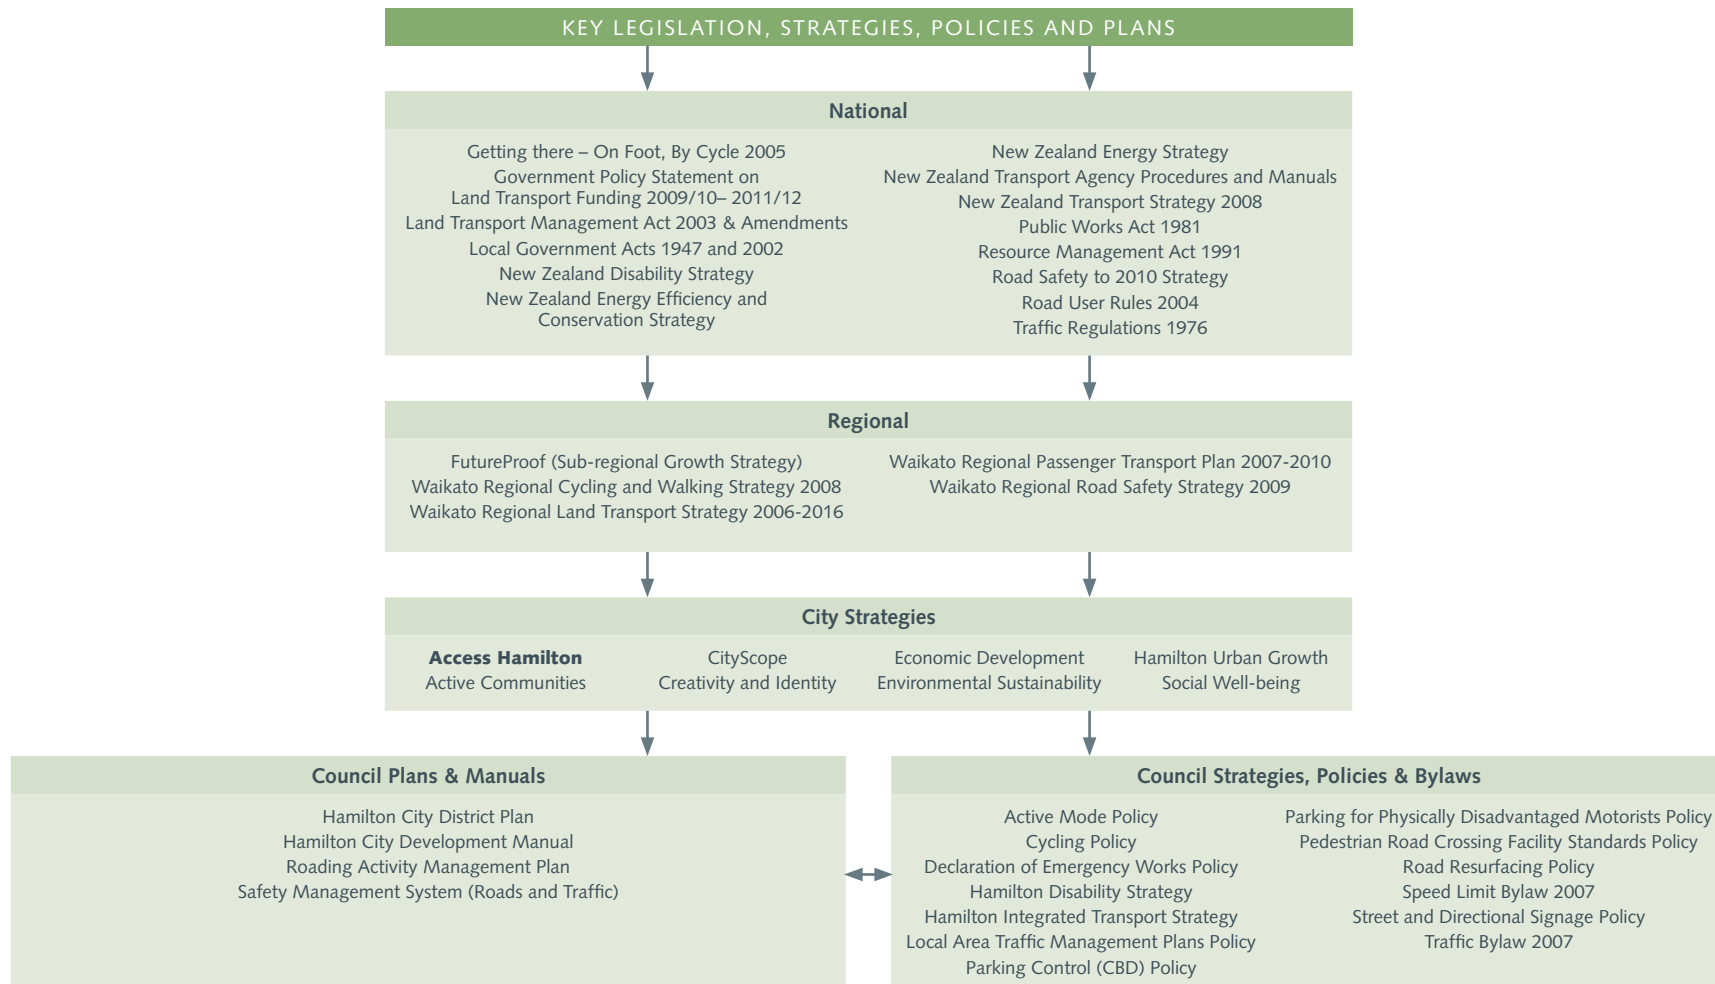 KEY LEGISLATION, STRATEGIES, POLICIES AND PLANS
National
Getting there – On Foot, By Cycle 2005
Government Policy Statement on
Land Transport Funding 2009/10– 2011/12
Land Transport Management Act 2003 & Amendments
Local Government Acts 1947 and 2002
New Zealand Disability Strategy
New Zealand Energy Efficiency and
Conservation Strategy
New Zealand Energy Strategy
New Zealand Transport Agency Procedures and Manuals
New Zealand Transport Strategy 2008
Public Works Act 1981
Resource Management Act 1991
Road Safety to 2010 Strategy
Road User Rules 2004
Traffic Regulations 1976
Regional
FutureProof (Sub-regional Growth Strategy)
Waikato Regional Cycling and Walking Strategy 2008
Waikato Regional Land Transport Strategy 2006-2016
Waikato Regional Passenger Transport Plan 2007-2010
Waikato Regional Road Safety Strategy 2009
City Strategies
Access Hamilton
Active Communities
CityScope
Creativity and Identity
Economic Development
Environmental Sustainability
Hamilton Urban Growth
Social Well-being
Council Plans & Manuals
Hamilton City District Plan
Hamilton City Development Manual
Roading Activity Management Plan
Safety Management System (Roads and Traffic)
Council Strategies, Policies & Bylaws
Active Mode Policy
Cycling Policy
Declaration of Emergency Works Policy
Hamilton Disability Strategy
Hamilton Integrated Transport Strategy
Local Area Traffic Management Plans Policy
Parking Control (CBD) Policy
Parking for Physically Disadvantaged Motorists Policy
Pedestrian Road Crossing Facility Standards Policy
Road Resurfacing Policy
Speed Limit Bylaw 2007
Street and Directional Signage Policy
Traffic Bylaw 2007